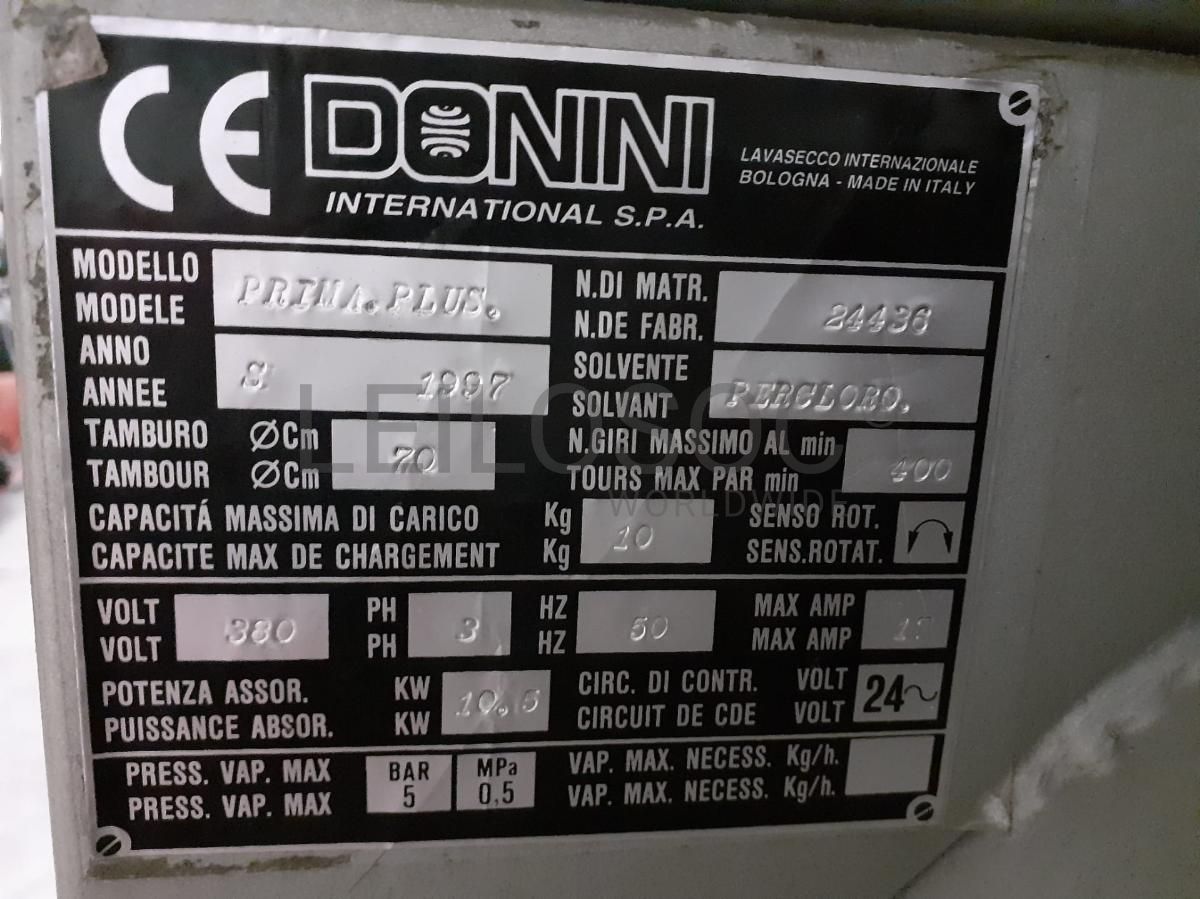 CE DONINI
INTERNATIONAL S.P.A.
LAVASECCO INTERNAZIONALE
BOLOGNA - MADE IN ITALY
MODELLO
MODELE
PRIMA.PLUS.
N.DI MATR.
N.DE FABR.
24436
ANNO
ANNEE
S 1997
SOLVENTE
SOLVANT
PERCLORO.
TAMBURO ØCm
TAMBOUR ØCm
70
N.GIRI MASSIMO AL min
TOURS MAX PAR min
400
CAPACITÁ MASSIMA DI CARICO Kg
CAPACITE MAX DE CHARGEMENT Kg
10
SENSO ROT.
SENS.ROTAT.
VOLT
VOLT
380
PH
PH
3
HZ
HZ
50
MAX AMP
MAX AMP
POTENZA ASSOR. KW
PUISSANCE ABSOR. KW
10,5
CIRC. DI CONTR. VOLT
CIRCUIT DE CDE VOLT
24~
PRESS. VAP. MAX
PRESS. VAP. MAX
BAR
5
MPa
0,5
VAP. MAX. NECESS. Kg/h.
VAP. MAX. NECESS. Kg/h.
LEILOSOC
WORLDWIDE